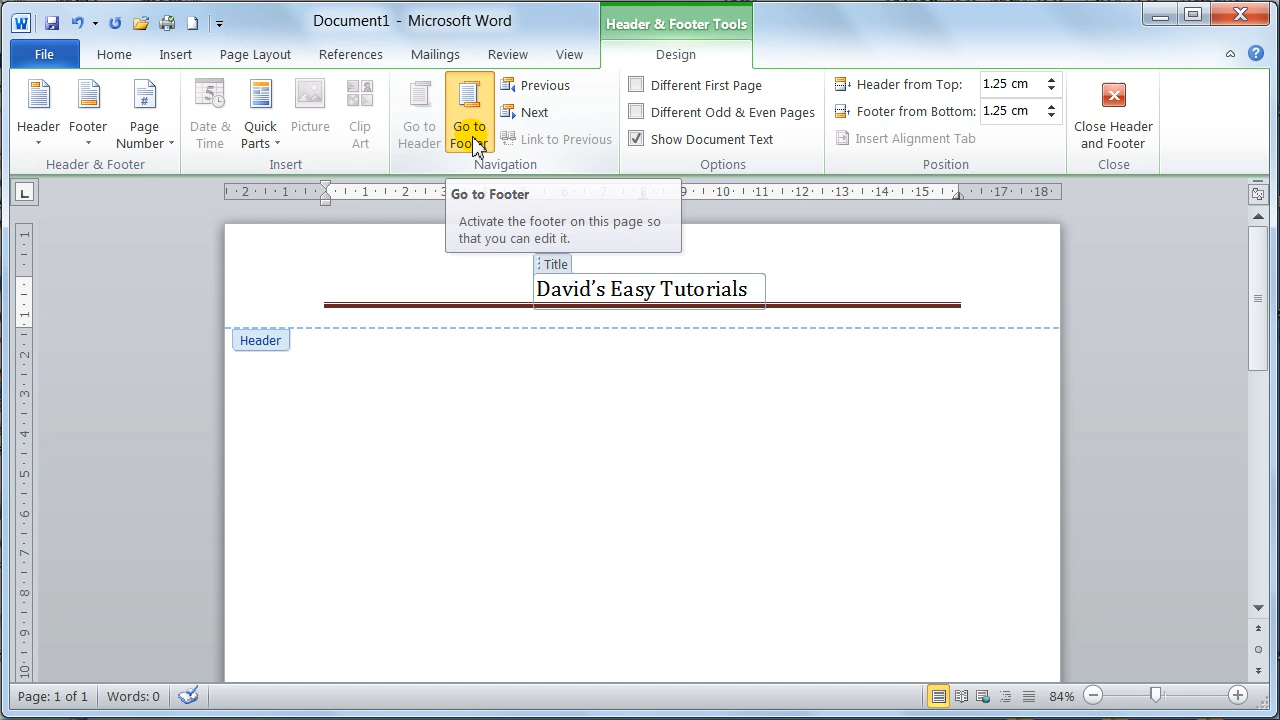 Document1 - Microsoft Word
Header & Footer Tools
File Home Insert Page Layout References Mailings Review View Design
Header
Footer
Page Number
Header & Footer
Date & Time
Quick Parts
Picture
Clip Art
Insert
Go to Header
Go to Footer
Previous
Next
Link to Previous
Navigation
Different First Page
Different Odd & Even Pages
Show Document Text
Options
Header from Top: 1.25 cm
Footer from Bottom: 1.25 cm
Insert Alignment Tab
Position
Close Header and Footer
Close
Go to Footer
Activate the footer on this page so
that you can edit it.
Title
David’s Easy Tutorials
Header
Page: 1 of 1 Words: 0 84%